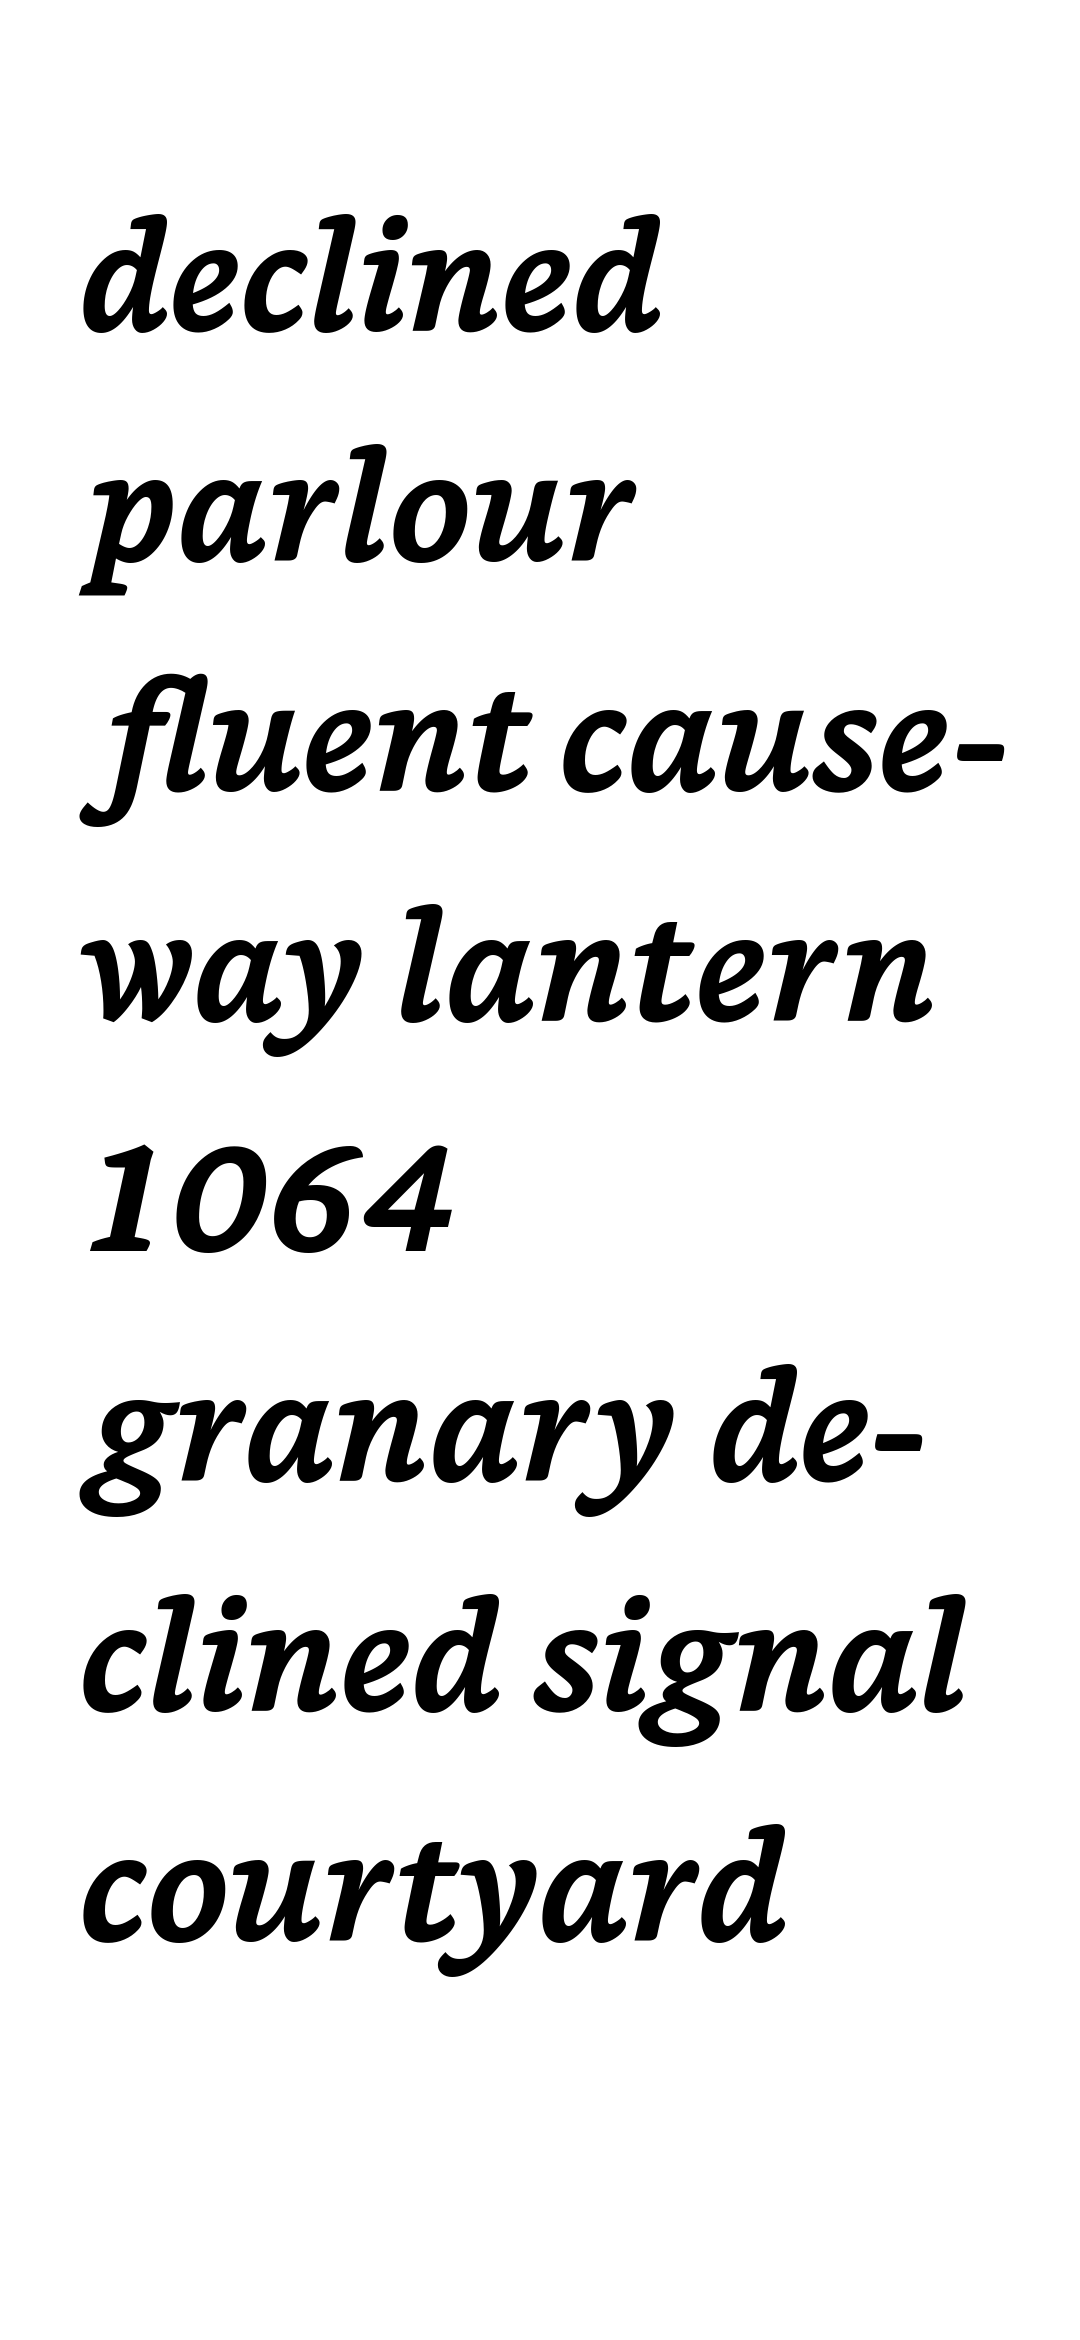 declined
parlour
fluent cause-
way lantern
1064
granary de-
clined signal
courtyard